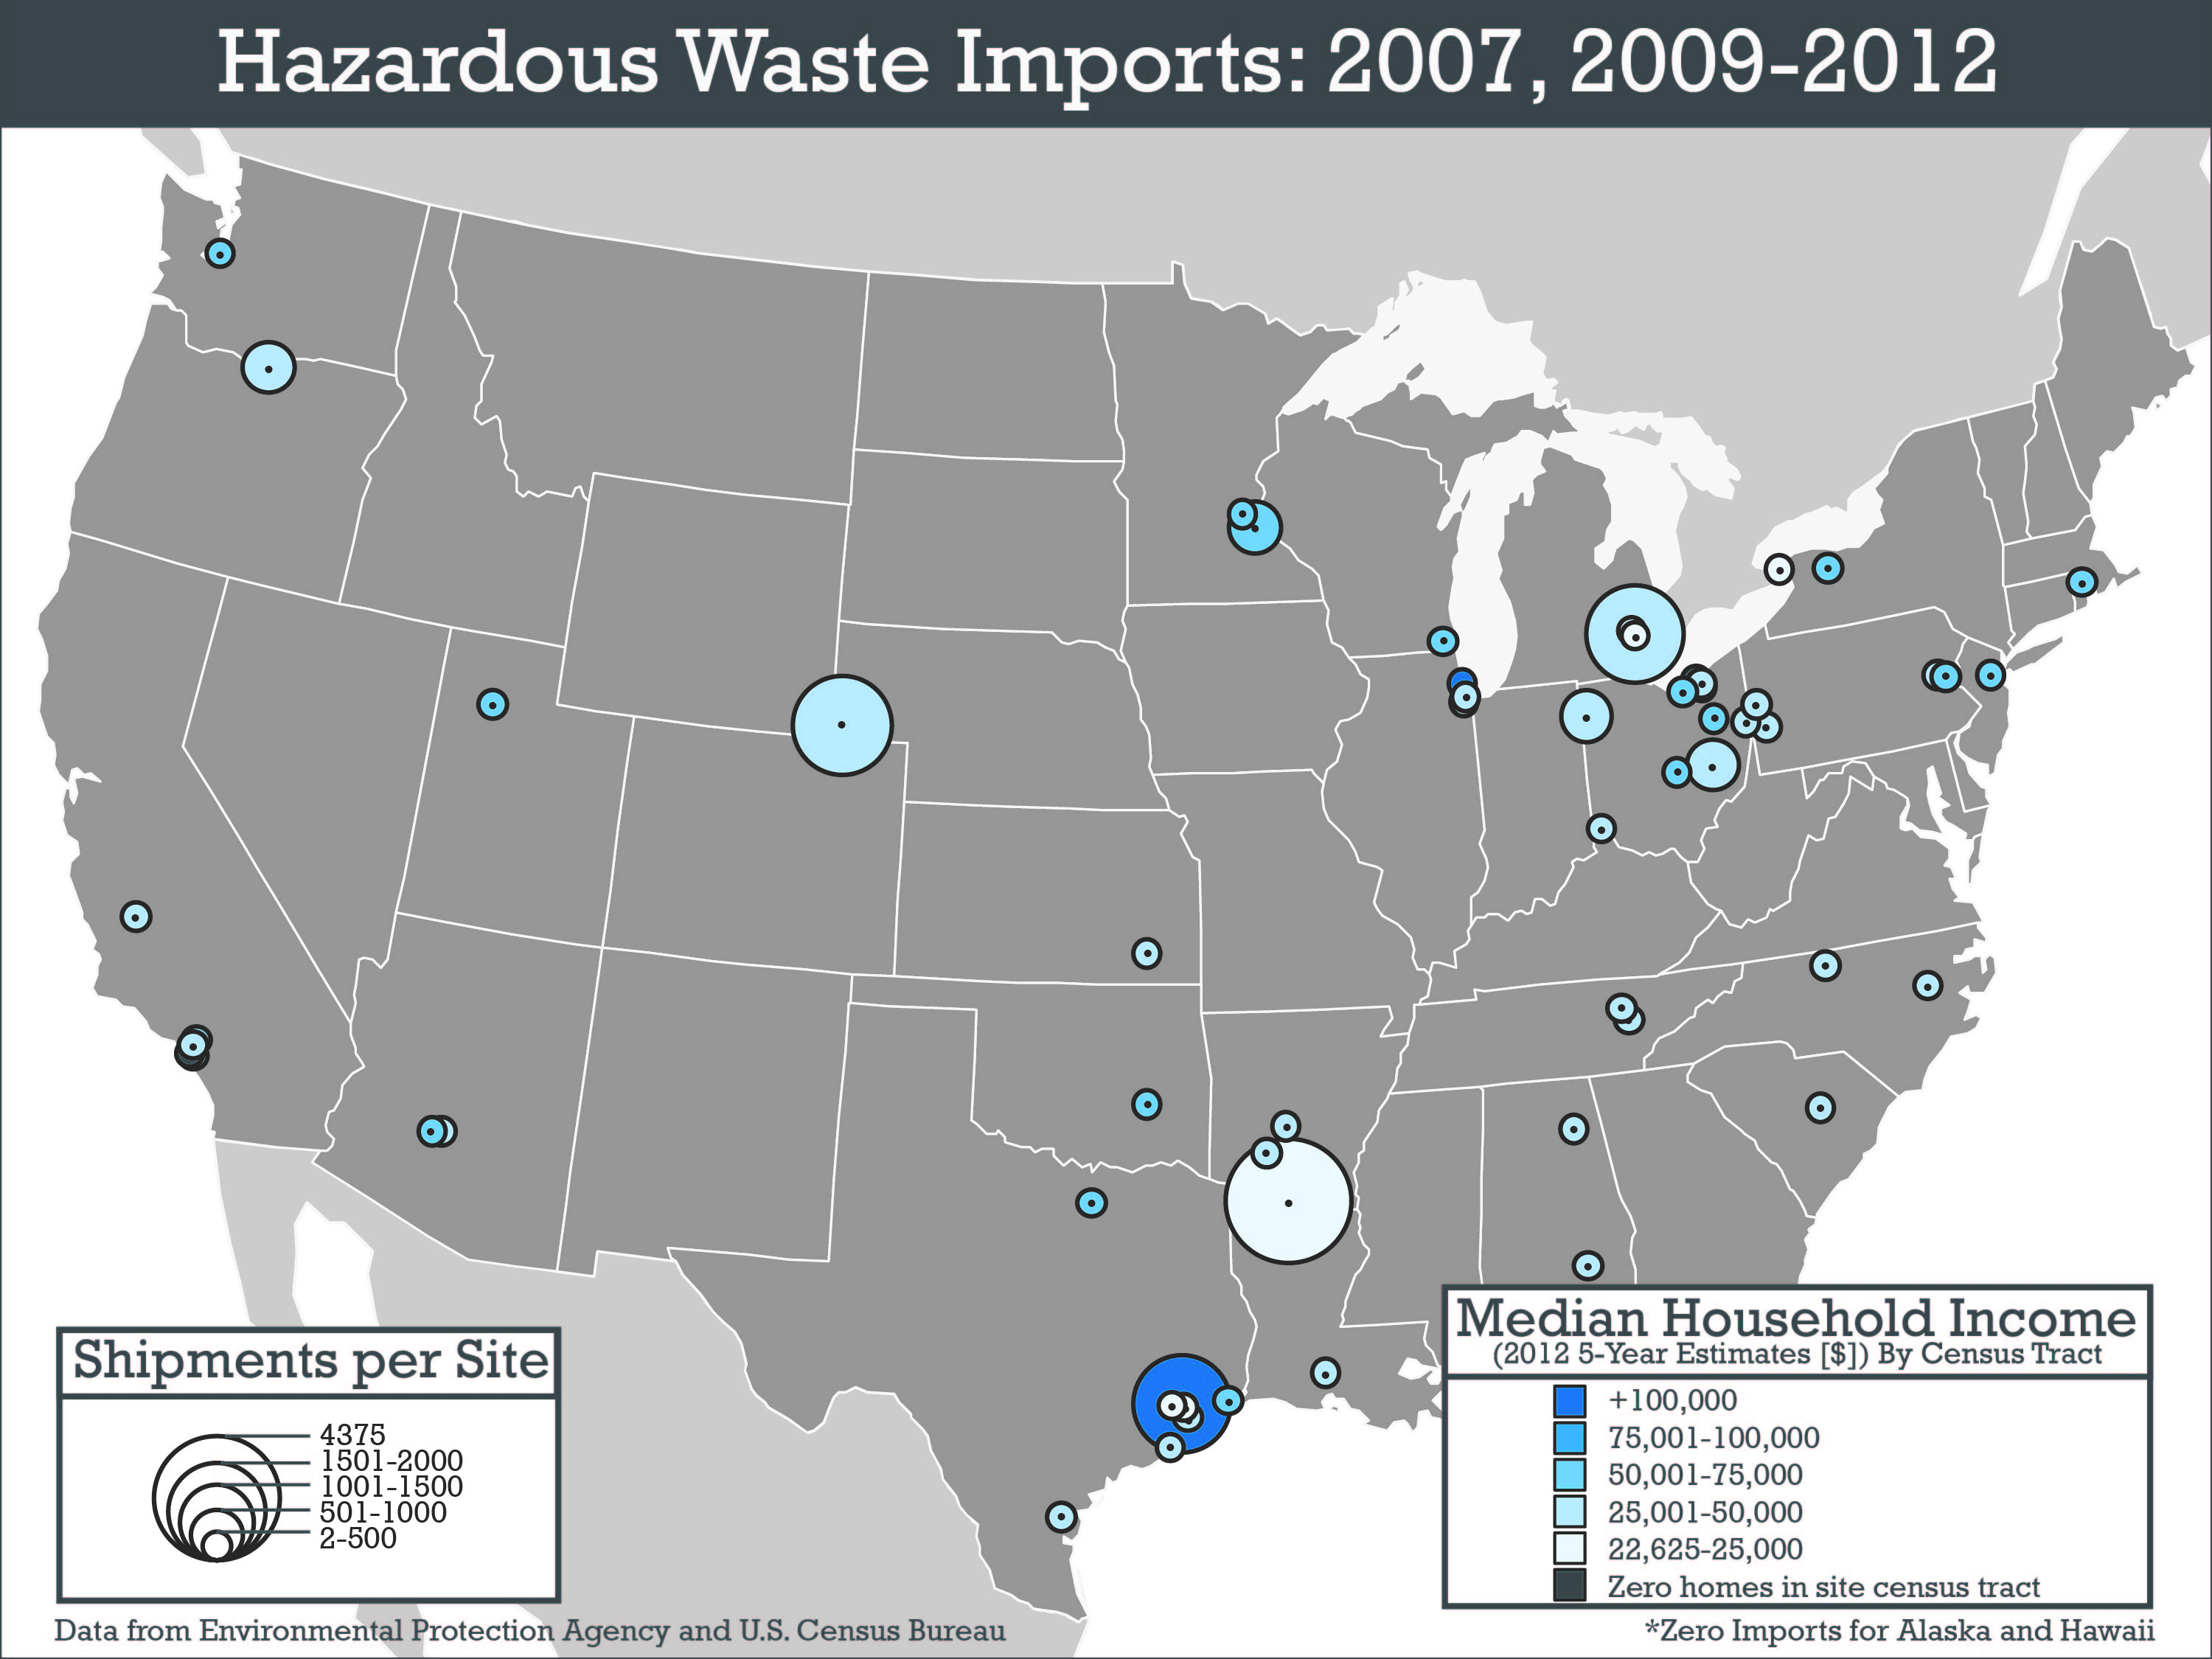 Hazardous Waste Imports: 2007, 2009-2012
Shipments per Site
4375
1501-2000
1001-1500
501-1000
2-500
Median Household Income
(2012 5-Year Estimates [$]) By Census Tract
+100,000
75,001-100,000
50,001-75,000
25,001-50,000
22,625-25,000
Zero homes in site census tract
Data from Environmental Protection Agency and U.S. Census Bureau
*Zero Imports for Alaska and Hawaii